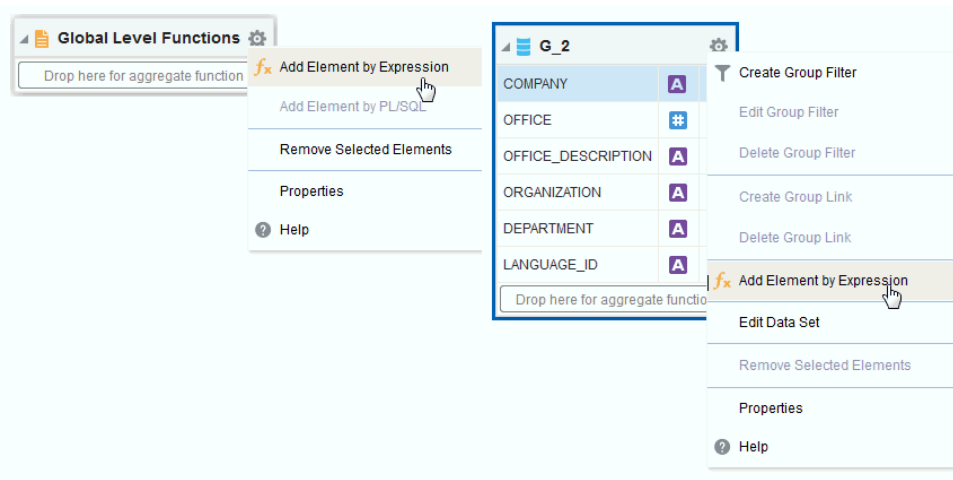 Global Level Functions
Drop here for aggregate function
Add Element by Expression
Add Element by PL/SQL
Remove Selected Elements
Properties
? Help
G_2
COMPANY A
OFFICE #
OFFICE_DESCRIPTION A
ORGANIZATION A
DEPARTMENT A
LANGUAGE_ID A
Drop here for aggregate functio
Create Group Filter
Edit Group Filter
Delete Group Filter
Create Group Link
Delete Group Link
fx Add Element by Expression
Edit Data Set
Remove Selected Elements
Properties
? Help